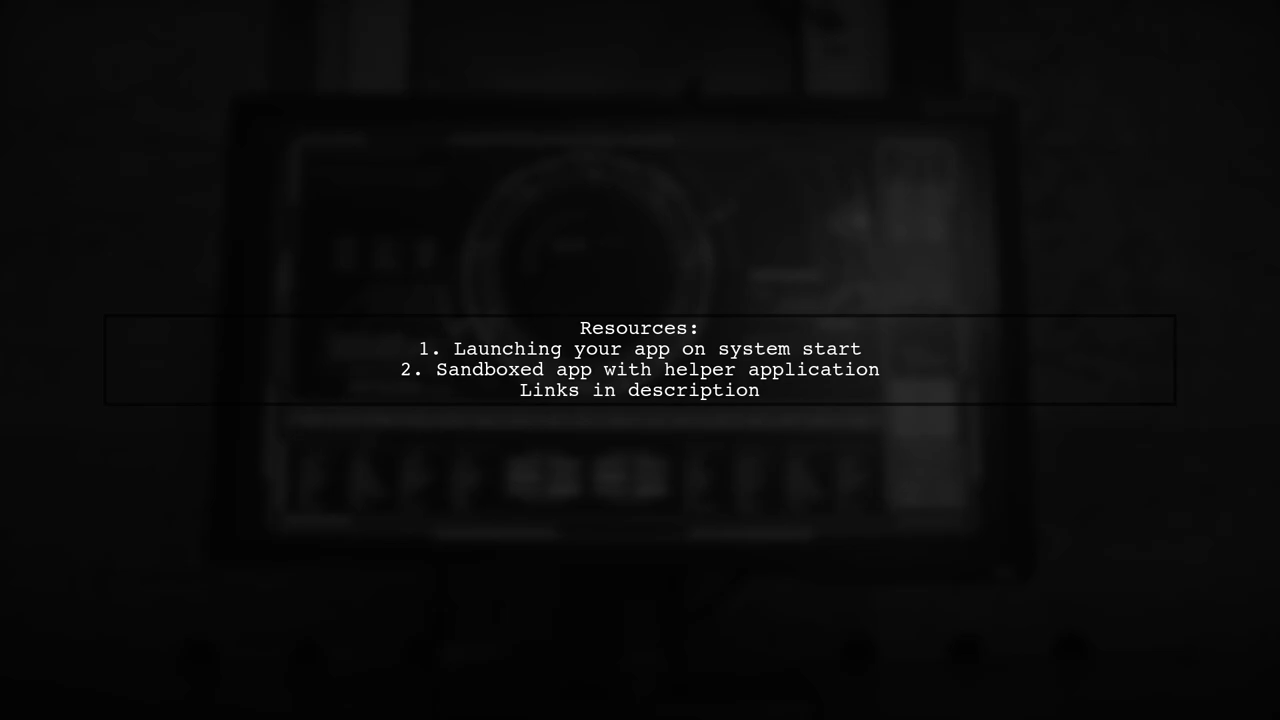 Resources:
1. Launching your app on system start
2. Sandboxed app with helper application
Links in description